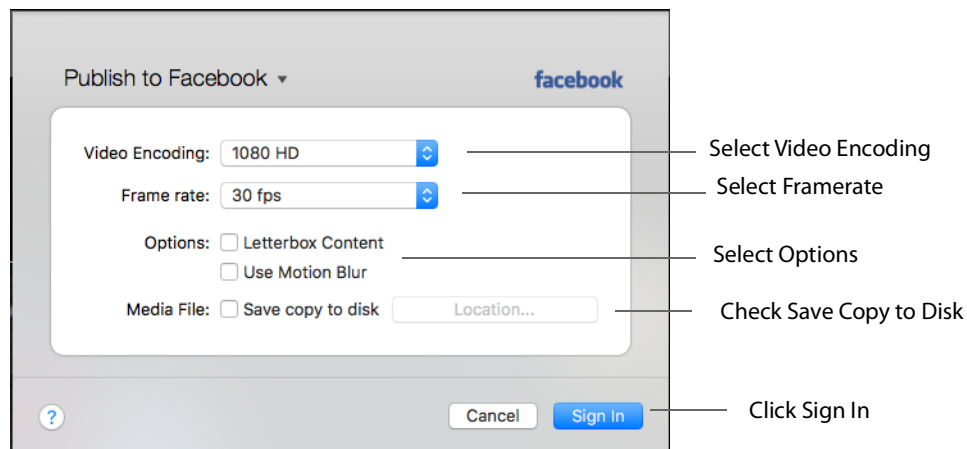 Publish to Facebook
facebook
Video Encoding: 1080 HD
Select Video Encoding
Frame rate: 30 fps
Select Framerate
Options: Letterbox Content
Use Motion Blur
Select Options
Media File: Save copy to disk Location...
Check Save Copy to Disk
? Cancel Sign In
Click Sign In